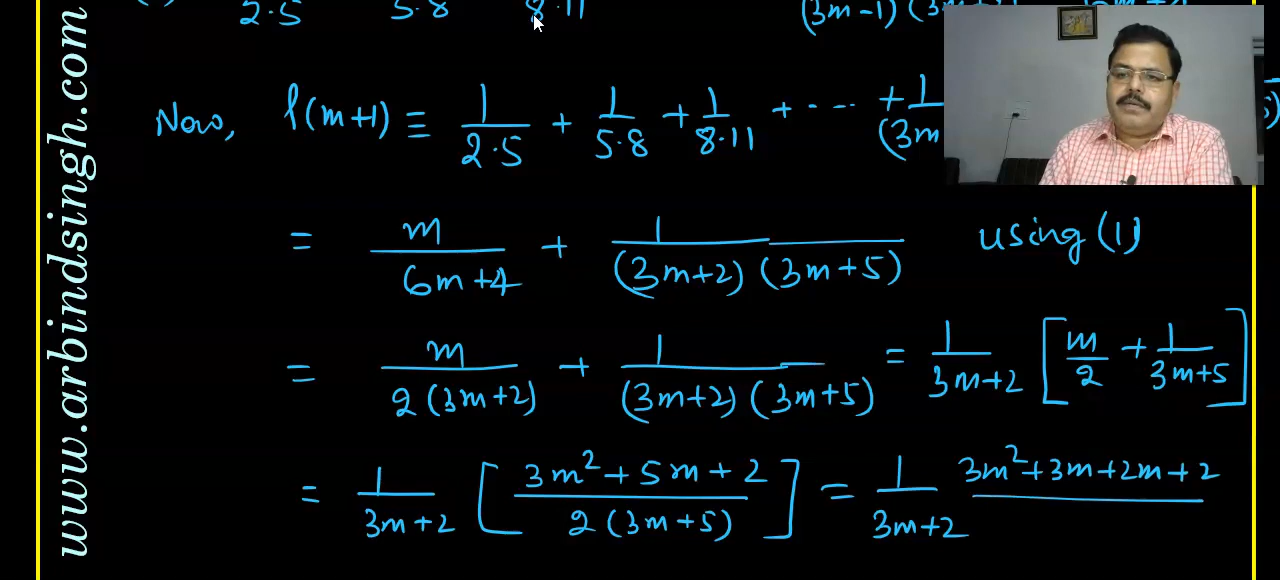 2·5 5·8 8·11 (3m-1)
Now, P(m+1) ≡ 1/(2·5) + 1/(5·8) + 1/(8·11) + ---- + 1/(3m
= m/(6m+4) + 1/((3m+2)(3m+5)) using (1)
= m/(2(3m+2)) + 1/((3m+2)(3m+5)) = 1/(3m+2) [m/2 + 1/(3m+5)]
= 1/(3m+2) [(3m²+5m+2)/(2(3m+5))] = 1/(3m+2) 3m²+3m+2m+2
www.arbindsingh.com